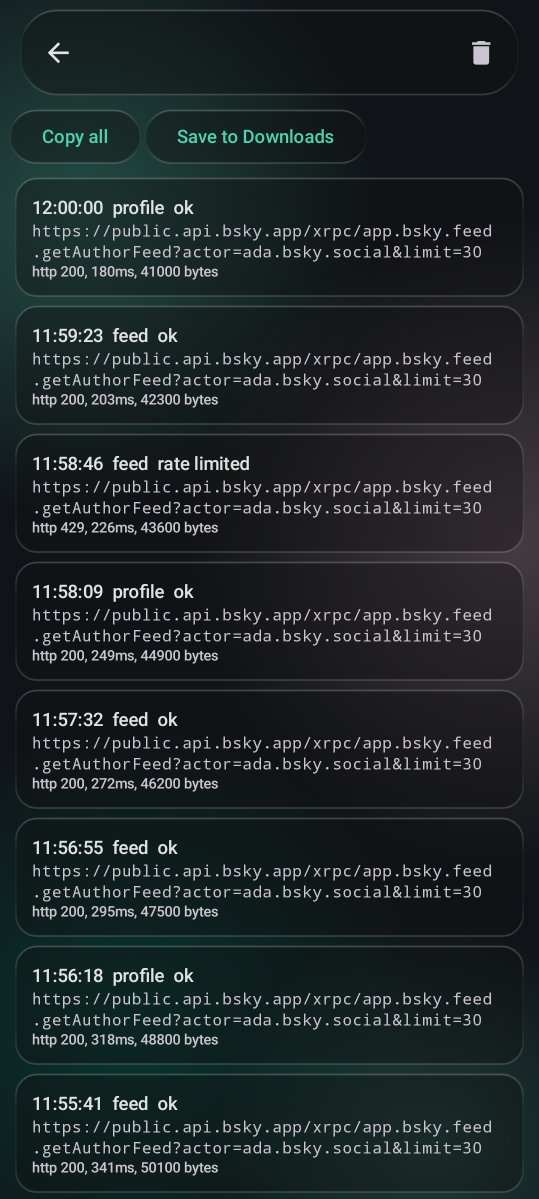 Copy all
Save to Downloads
12:00:00 profile ok
https://public.api.bsky.app/xrpc/app.bsky.feed
.getAuthorFeed?actor=ada.bsky.social&limit=30
http 200, 180ms, 41000 bytes
11:59:23 feed ok
https://public.api.bsky.app/xrpc/app.bsky.feed
.getAuthorFeed?actor=ada.bsky.social&limit=30
http 200, 203ms, 42300 bytes
11:58:46 feed rate limited
https://public.api.bsky.app/xrpc/app.bsky.feed
.getAuthorFeed?actor=ada.bsky.social&limit=30
http 429, 226ms, 43600 bytes
11:58:09 profile ok
https://public.api.bsky.app/xrpc/app.bsky.feed
.getAuthorFeed?actor=ada.bsky.social&limit=30
http 200, 249ms, 44900 bytes
11:57:32 feed ok
https://public.api.bsky.app/xrpc/app.bsky.feed
.getAuthorFeed?actor=ada.bsky.social&limit=30
http 200, 272ms, 46200 bytes
11:56:55 feed ok
https://public.api.bsky.app/xrpc/app.bsky.feed
.getAuthorFeed?actor=ada.bsky.social&limit=30
http 200, 295ms, 47500 bytes
11:56:18 profile ok
https://public.api.bsky.app/xrpc/app.bsky.feed
.getAuthorFeed?actor=ada.bsky.social&limit=30
http 200, 318ms, 48800 bytes
11:55:41 feed ok
https://public.api.bsky.app/xrpc/app.bsky.feed
.getAuthorFeed?actor=ada.bsky.social&limit=30
http 200, 341ms, 50100 bytes